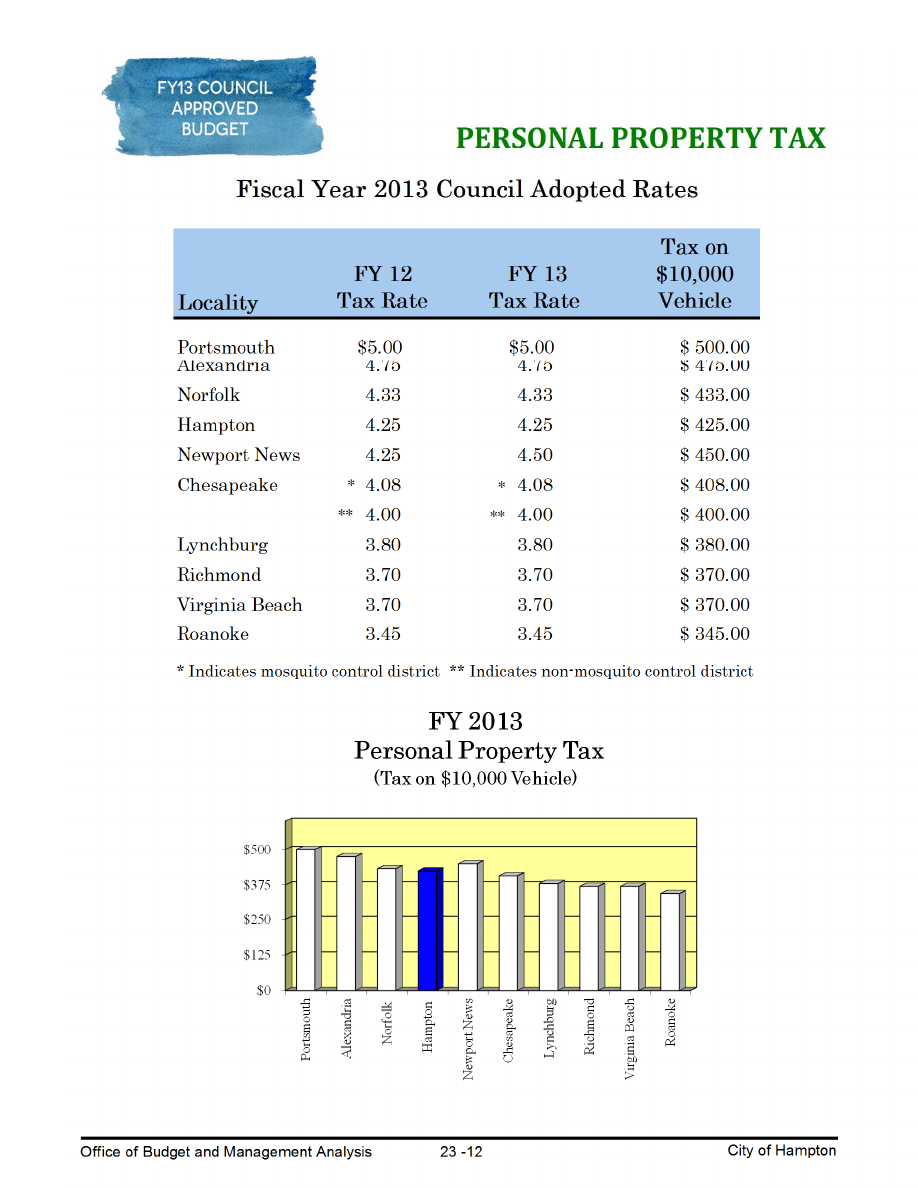 FY13 COUNCIL
APPROVED
BUDGET
PERSONAL PROPERTY TAX
Fiscal Year 2013 Council Adopted Rates
Locality FY 12 Tax Rate FY 13 Tax Rate Tax on $10,000 Vehicle
Portsmouth $5.00 $5.00 $ 500.00
Alexandria 4.75 4.75 $ 475.00
Norfolk 4.33 4.33 $ 433.00
Hampton 4.25 4.25 $ 425.00
Newport News 4.25 4.50 $ 450.00
Chesapeake * 4.08 * 4.08 $ 408.00
** 4.00 ** 4.00 $ 400.00
Lynchburg 3.80 3.80 $ 380.00
Richmond 3.70 3.70 $ 370.00
Virginia Beach 3.70 3.70 $ 370.00
Roanoke 3.45 3.45 $ 345.00
* Indicates mosquito control district ** Indicates non-mosquito control district
FY 2013
Personal Property Tax
(Tax on $10,000 Vehicle)
$500
$375
$250
$125
$0
Portsmouth
Alexandria
Norfolk
Hampton
Newport News
Chesapeake
Lynchburg
Richmond
Virginia Beach
Roanoke
Office of Budget and Management Analysis 23 -12 City of Hampton